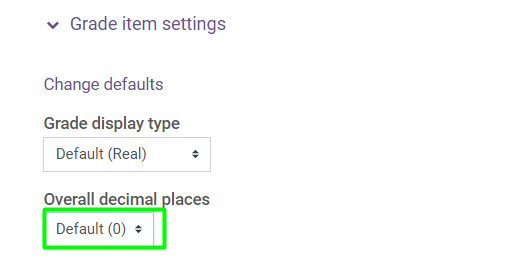 Grade item settings
Change defaults
Grade display type
Default (Real)
Overall decimal places
Default (0)